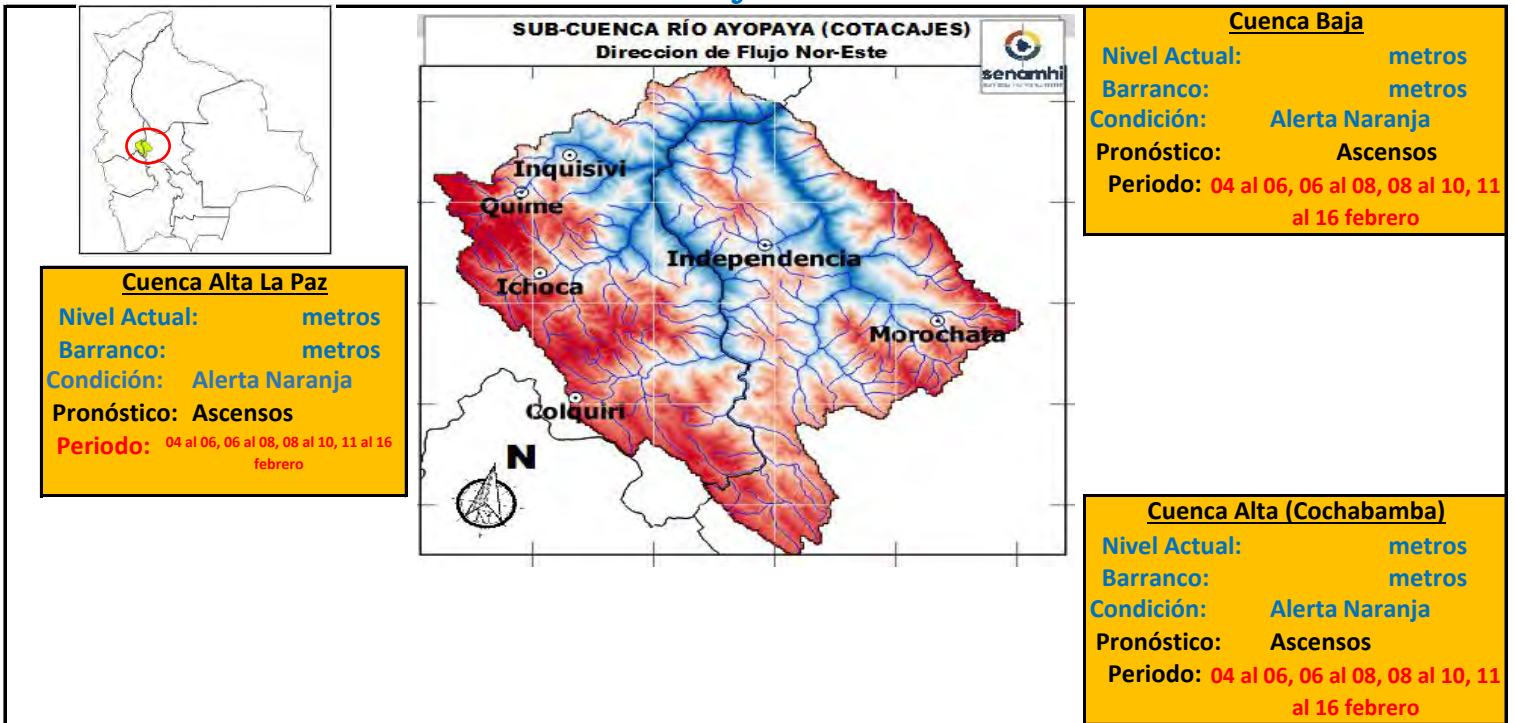 SUB-CUENCA RÍO AYOPAYA (COTACAJES)
Direccion de Flujo Nor-Este
senamhi
Inquisivi
Quime
Independencia
Ichoca
Morochata
Colquiri
N
Cuenca Baja
Nivel Actual: metros
Barranco: metros
Condición: Alerta Naranja
Pronóstico: Ascensos
Periodo: 04 al 06, 06 al 08, 08 al 10, 11
al 16 febrero
Cuenca Alta La Paz
Nivel Actual: metros
Barranco: metros
Condición: Alerta Naranja
Pronóstico: Ascensos
Periodo: 04 al 06, 06 al 08, 08 al 10, 11 al 16
febrero
Cuenca Alta (Cochabamba)
Nivel Actual: metros
Barranco: metros
Condición: Alerta Naranja
Pronóstico: Ascensos
Periodo: 04 al 06, 06 al 08, 08 al 10, 11
al 16 febrero